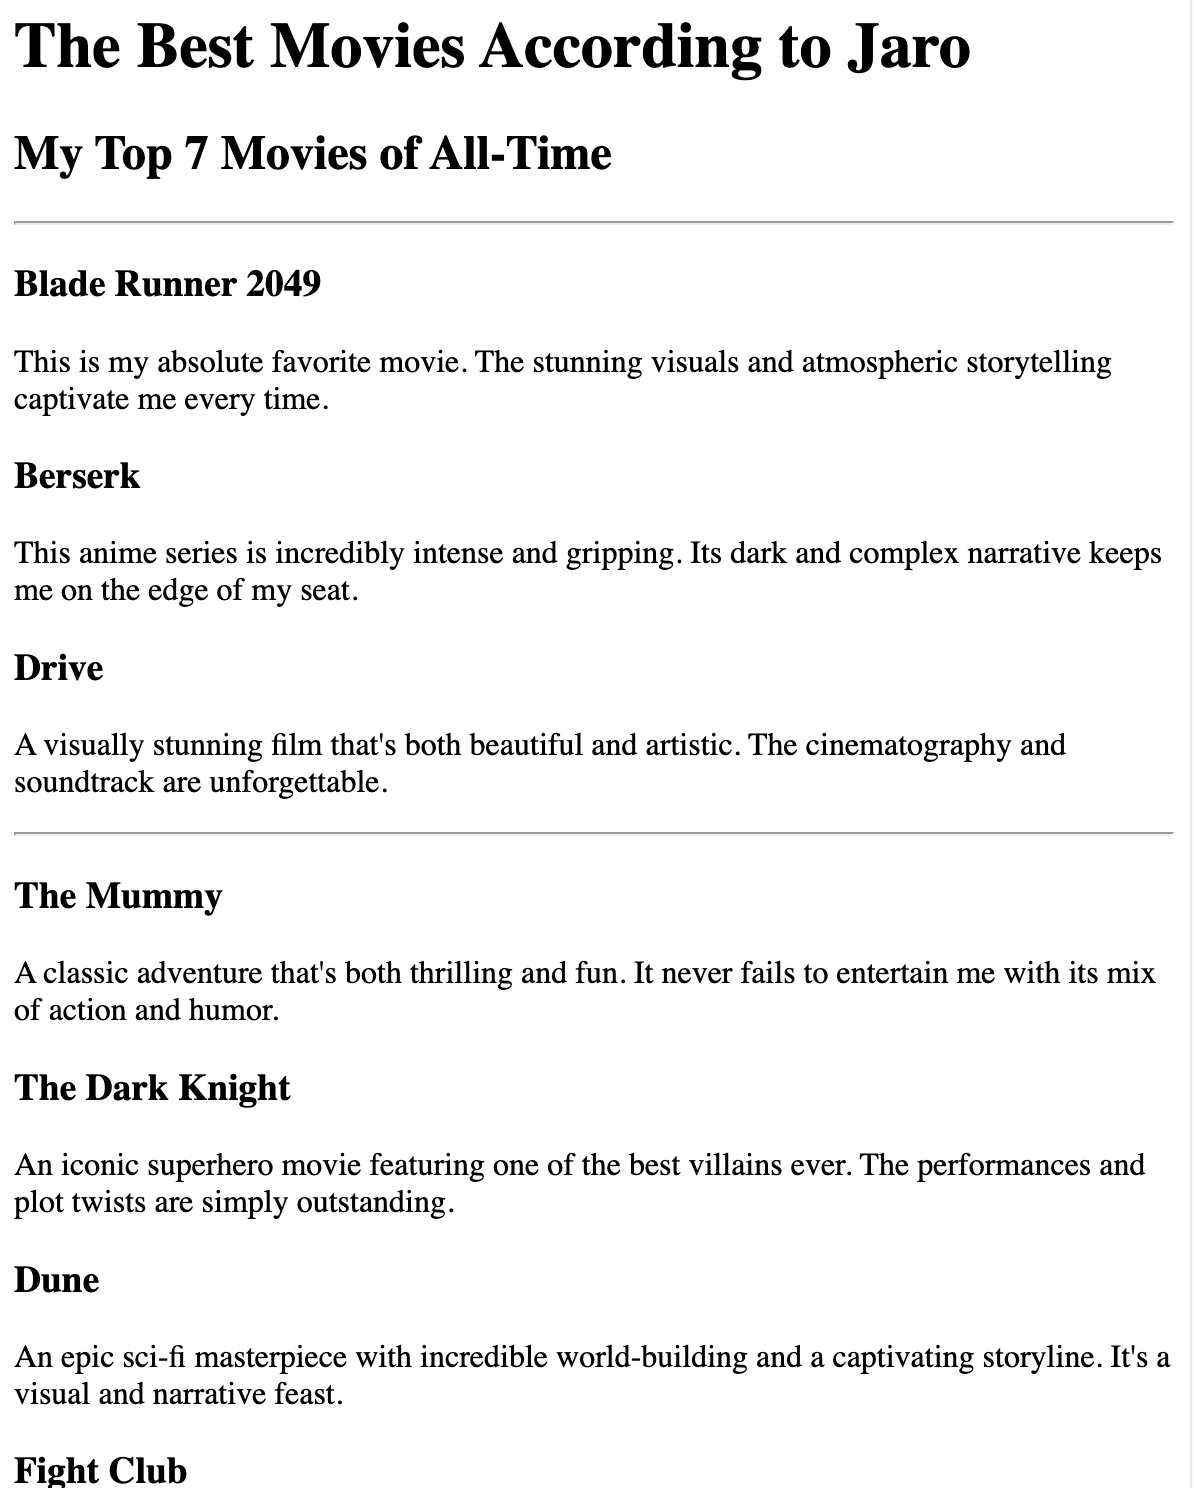 The Best Movies According to Jaro
My Top 7 Movies of All-Time
Blade Runner 2049
This is my absolute favorite movie. The stunning visuals and atmospheric storytelling
captivate me every time.
Berserk
This anime series is incredibly intense and gripping. Its dark and complex narrative keeps
me on the edge of my seat.
Drive
A visually stunning film that's both beautiful and artistic. The cinematography and
soundtrack are unforgettable.
The Mummy
A classic adventure that's both thrilling and fun. It never fails to entertain me with its mix
of action and humor.
The Dark Knight
An iconic superhero movie featuring one of the best villains ever. The performances and
plot twists are simply outstanding.
Dune
An epic sci-fi masterpiece with incredible world-building and a captivating storyline. It's a
visual and narrative feast.
Fight Club